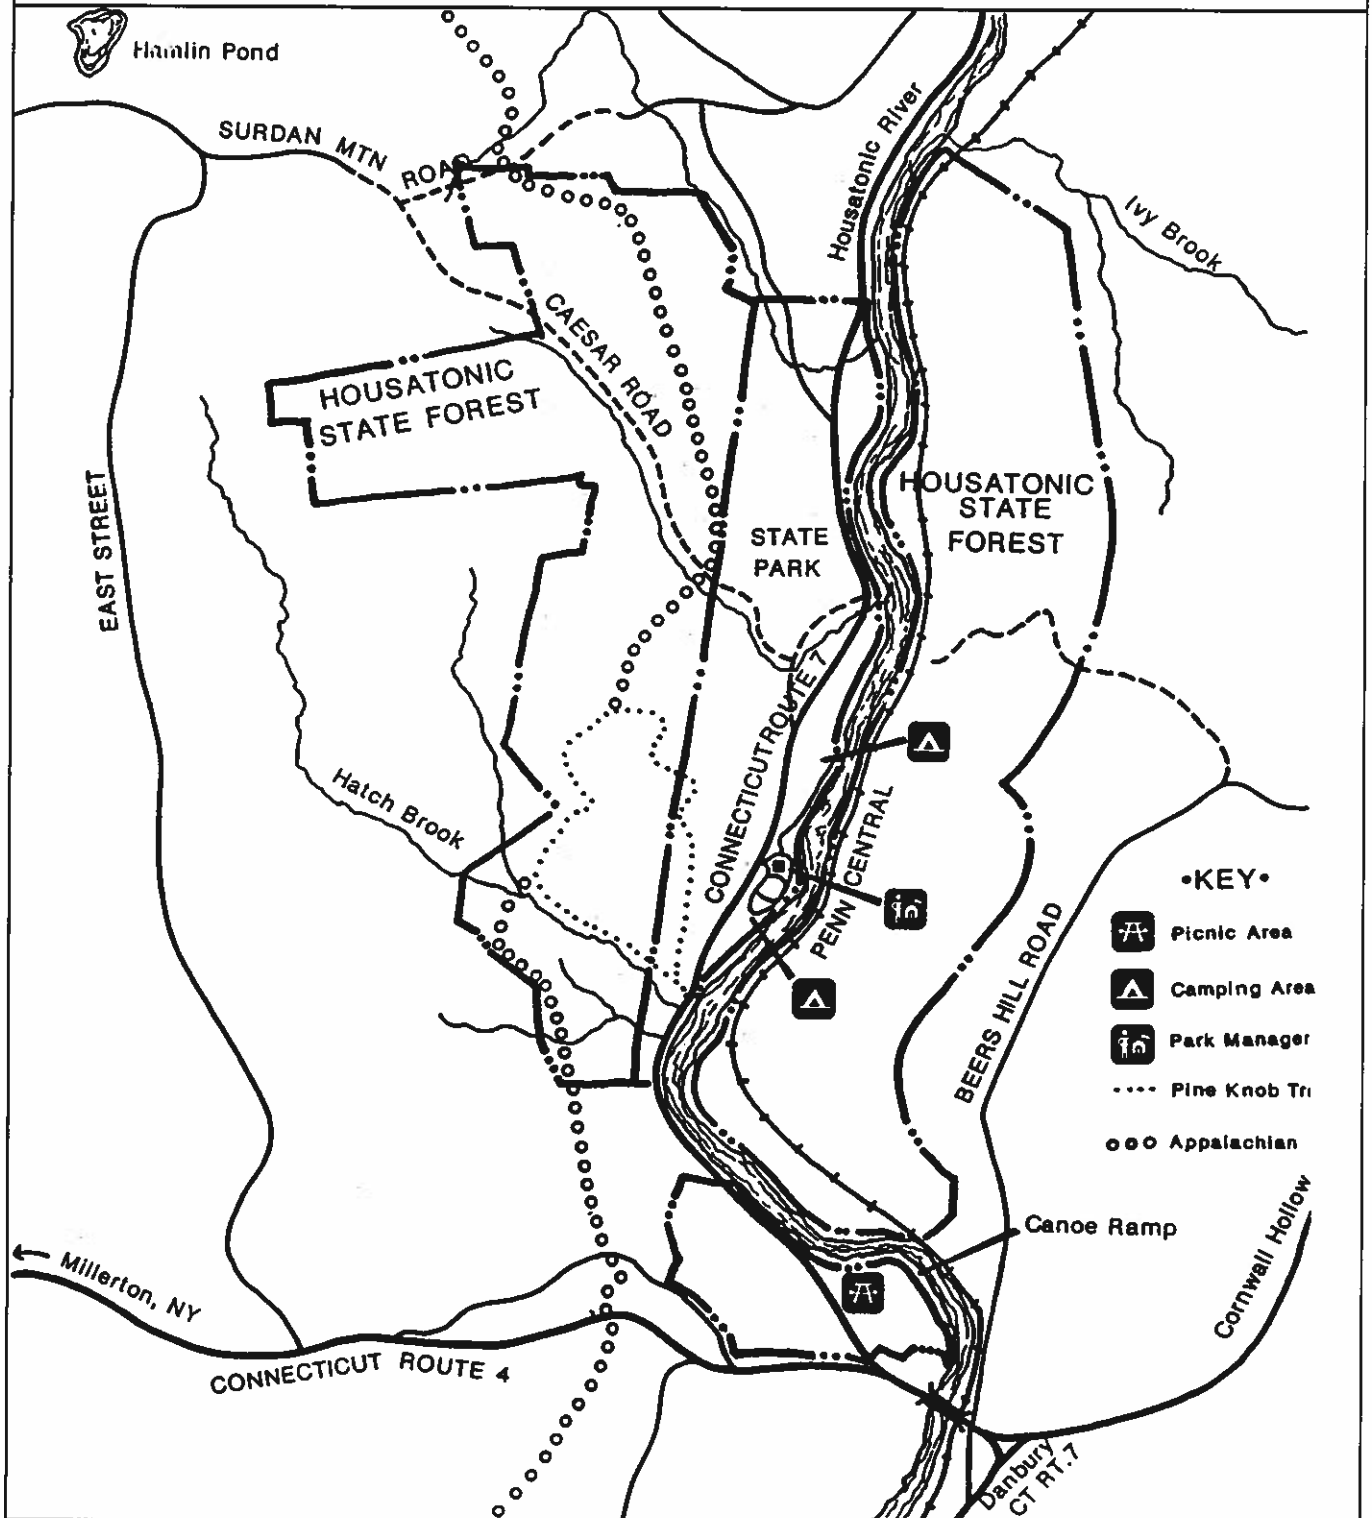 Hamlin Pond
SURDAN MTN
ROAD
Housatonic River
Ivy Brook
CAESAR ROAD
HOUSATONIC
STATE FOREST
HOUSATONIC
STATE
FOREST
EAST STREET
STATE
PARK
CONNECTICUT ROUTE 7
Hatch Brook
PENN CENTRAL
BEERS HILL ROAD
•KEY•
Picnic Area
Camping Area
Park Manager
Pine Knob Tr
Appalachian
Canoe Ramp
Cornwall Hollow
Millerton, NY
CONNECTICUT ROUTE 4
Danbury
CT RT.7